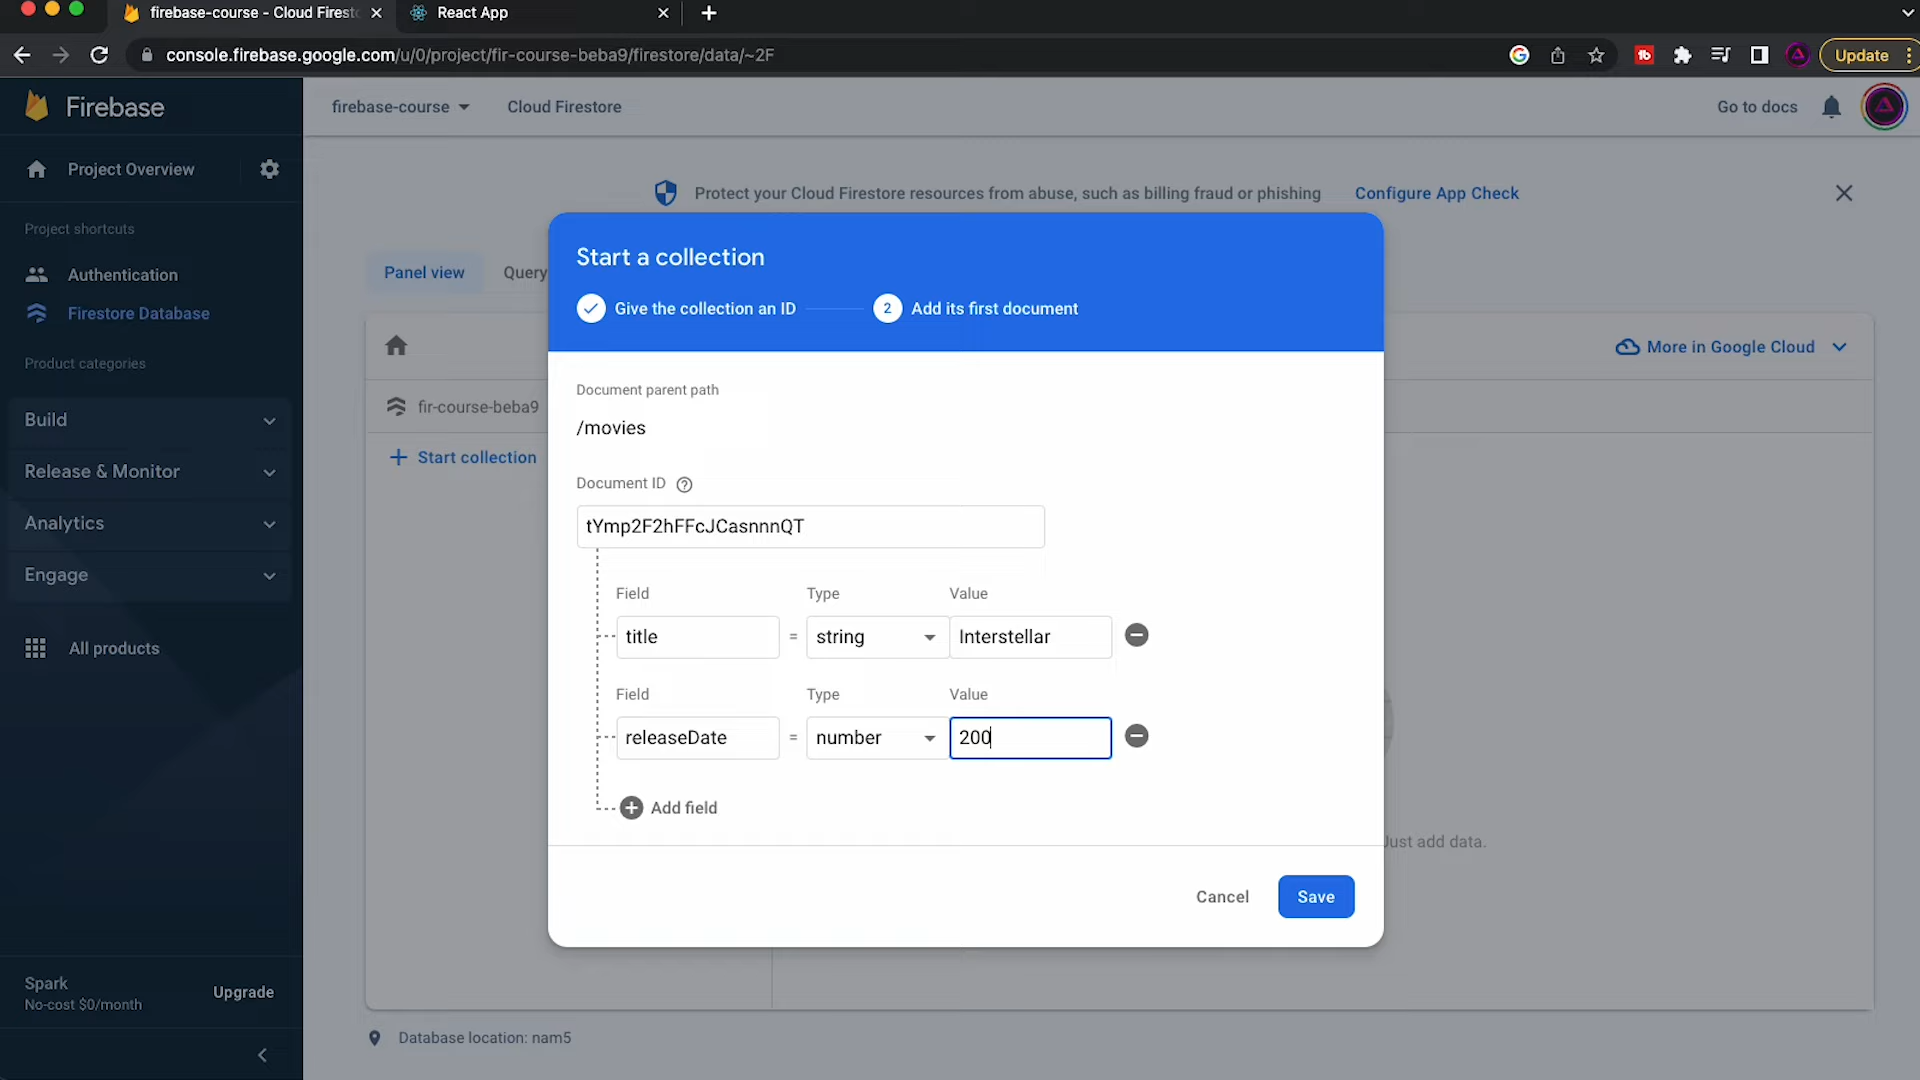 firebase-course - Cloud Firest
React App
console.firebase.google.com/u/0/project/fir-course-beba9/firestore/data/~2F
Update
Firebase
firebase-course
Cloud Firestore
Go to docs
Project Overview
Protect your Cloud Firestore resources from abuse, such as billing fraud or phishing
Configure App Check
Project shortcuts
Authentication
Firestore Database
Product categories
Build
Release & Monitor
Analytics
Engage
All products
Spark
No-cost $0/month
Upgrade
Panel view
Query
More in Google Cloud
fir-course-beba9
Start collection
Start a collection
Give the collection an ID
2
Add its first document
Document parent path
/movies
Document ID
tYmp2F2hFFcJCasnnnQT
Field
Type
Value
title
=
string
Interstellar
Field
Type
Value
releaseDate
=
number
200
Add field
Cancel
Save
Just add data.
Database location: nam5